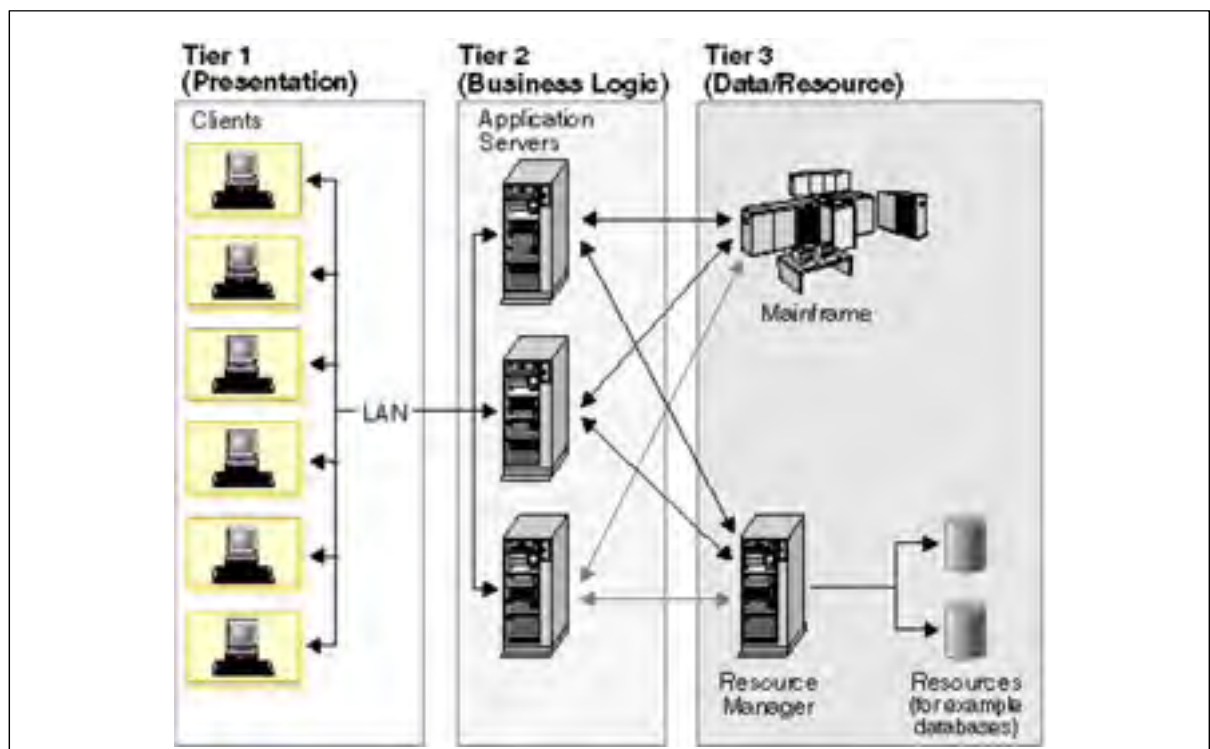 Tier 1
(Presentation)
Tier 2
(Business Logic)
Tier 3
(Data/Resource)
Clients
Application
Servers
LAN
Mainframe
Resource
Manager
Resources
(for example
databases)